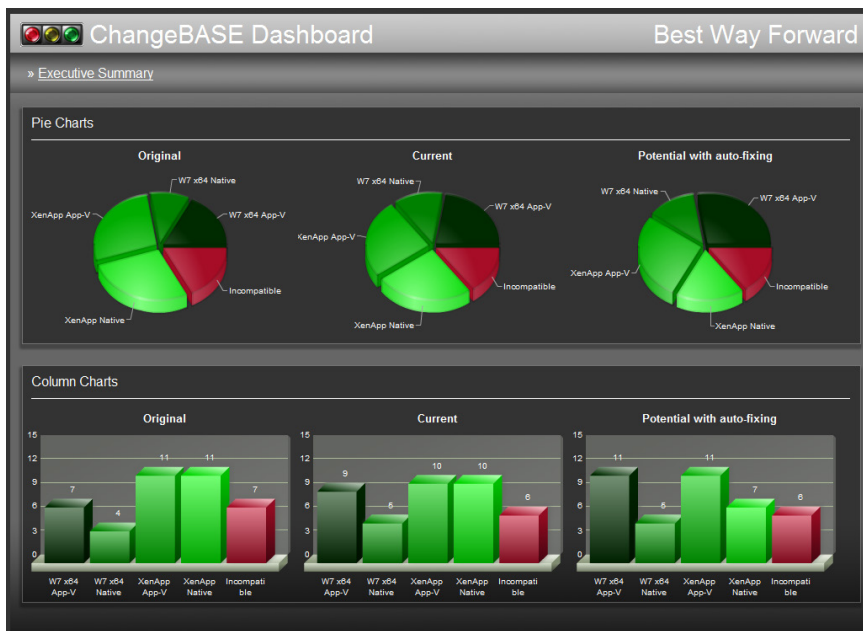 ChangeBASE Dashboard
Best Way Forward
» Executive Summary
Pie Charts
Original
W7 x64 Native
XenApp App-V
W7 x64 App-V
Incompatible
XenApp Native
Current
W7 x64 Native
W7 x64 App-V
XenApp App-V
Incompatible
XenApp Native
Potential with auto-fixing
W7 x64 Native
W7 x64 App-V
XenApp App-V
Incompatible
XenApp Native
Column Charts
Original
15
12
9
6
3
0
7
4
11
11
7
W7 x64
App-V
W7 x64
Native
XenApp
App-V
XenApp
Native
Incompati
ble
Current
15
12
9
6
3
0
9
5
10
10
6
W7 x64
App-V
W7 x64
Native
XenApp
App-V
XenApp
Native
Incompati
ble
Potential with auto-fixing
15
12
9
6
3
0
11
5
11
7
6
W7 x64
App-V
W7 x64
Native
XenApp
App-V
XenApp
Native
Incompati
ble